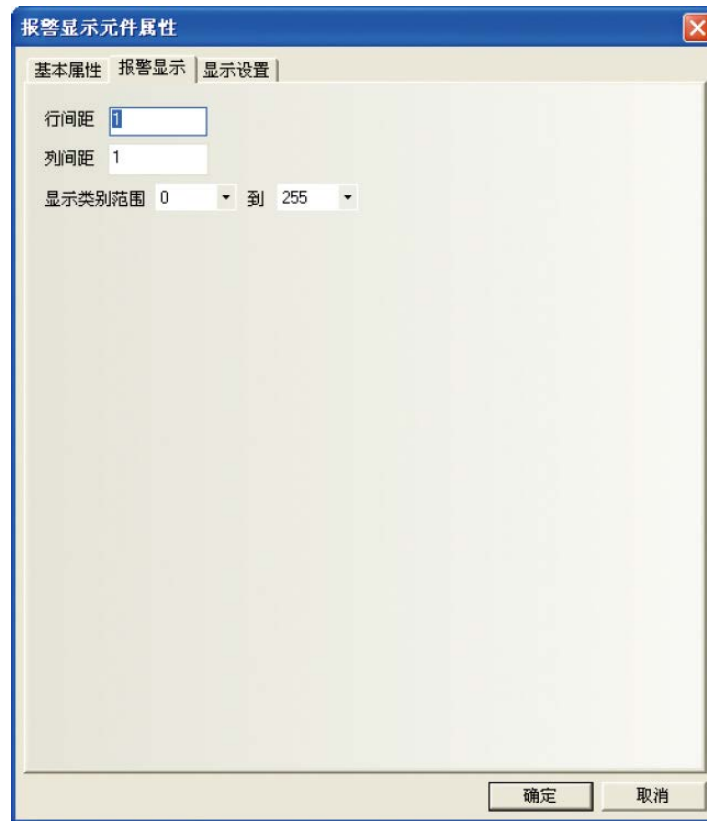 报警显示元件属性
基本属性 报警显示 显示设置
行间距 1
列间距 1
显示类别范围 0 到 255
确定 取消